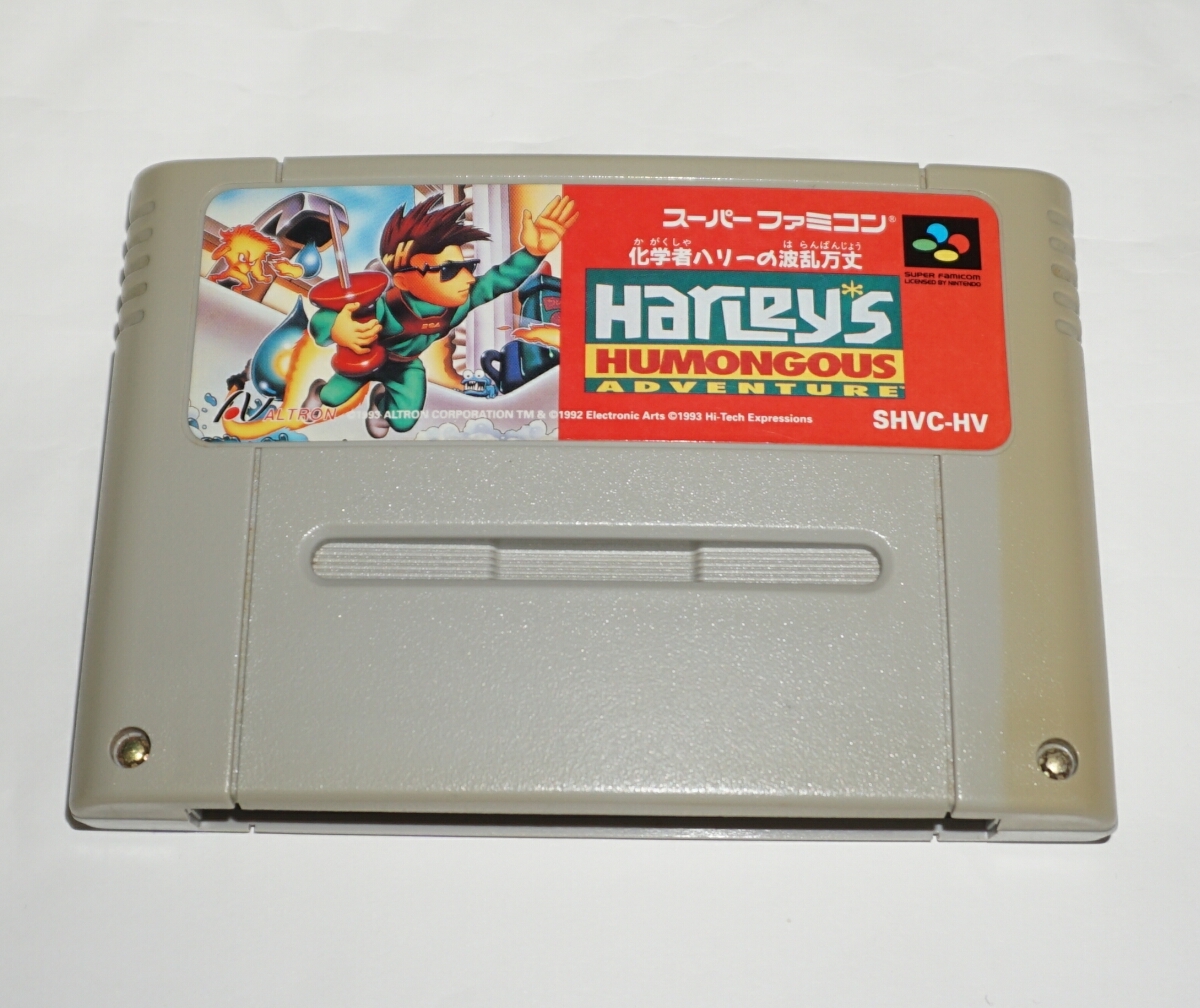 スーパーファミコン®
SUPER FAMICOM
LICENSED BY NINTENDO
かがくしゃ はらんばんじょう
化学者ハリーの波乱万丈
HarLey's
HUMONGOUS
ADVENTURE™
ALTRON ©1993 ALTRON CORPORATION TM & ©1992 Electronic Arts ©1993 Hi-Tech Expressions
SHVC-HV